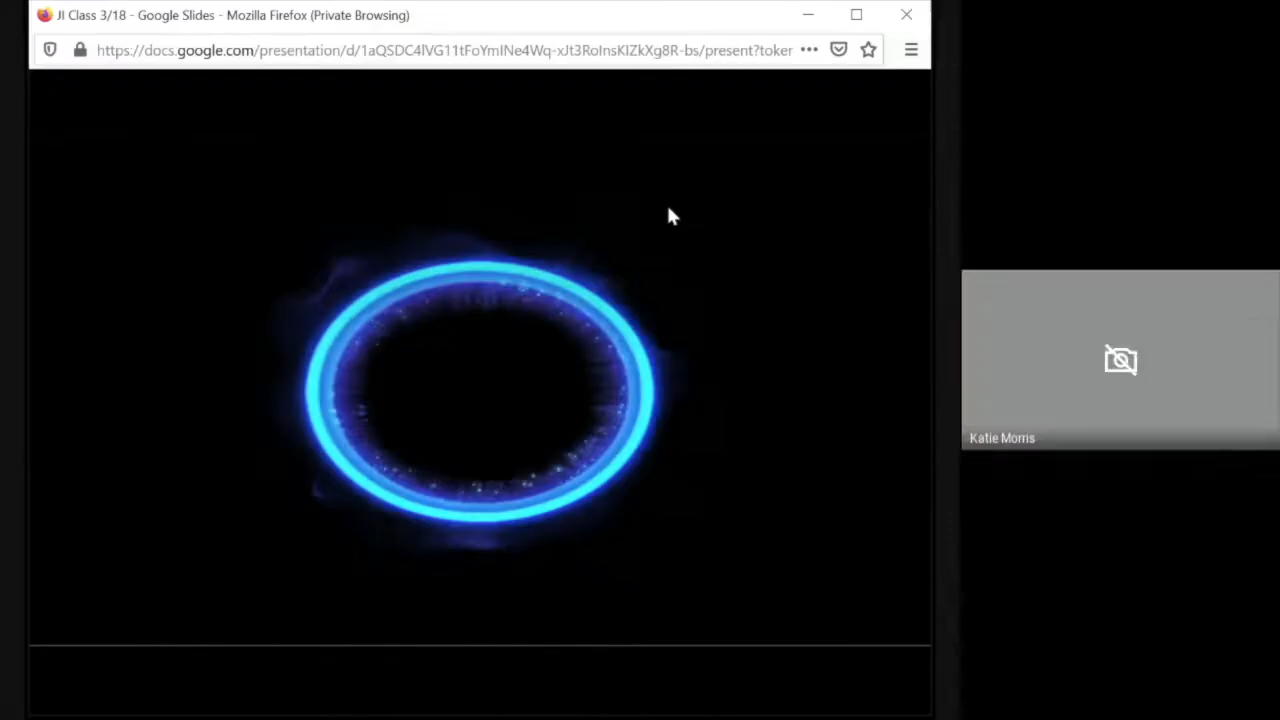 JI Class 3/18 - Google Slides - Mozilla Firefox (Private Browsing)
https://docs.google.com/presentation/d/1aQSDC4lVG11tFoYmINe4Wq-xJt3RoInsKIZkXg8R-bs/present?toker
Katie Morris